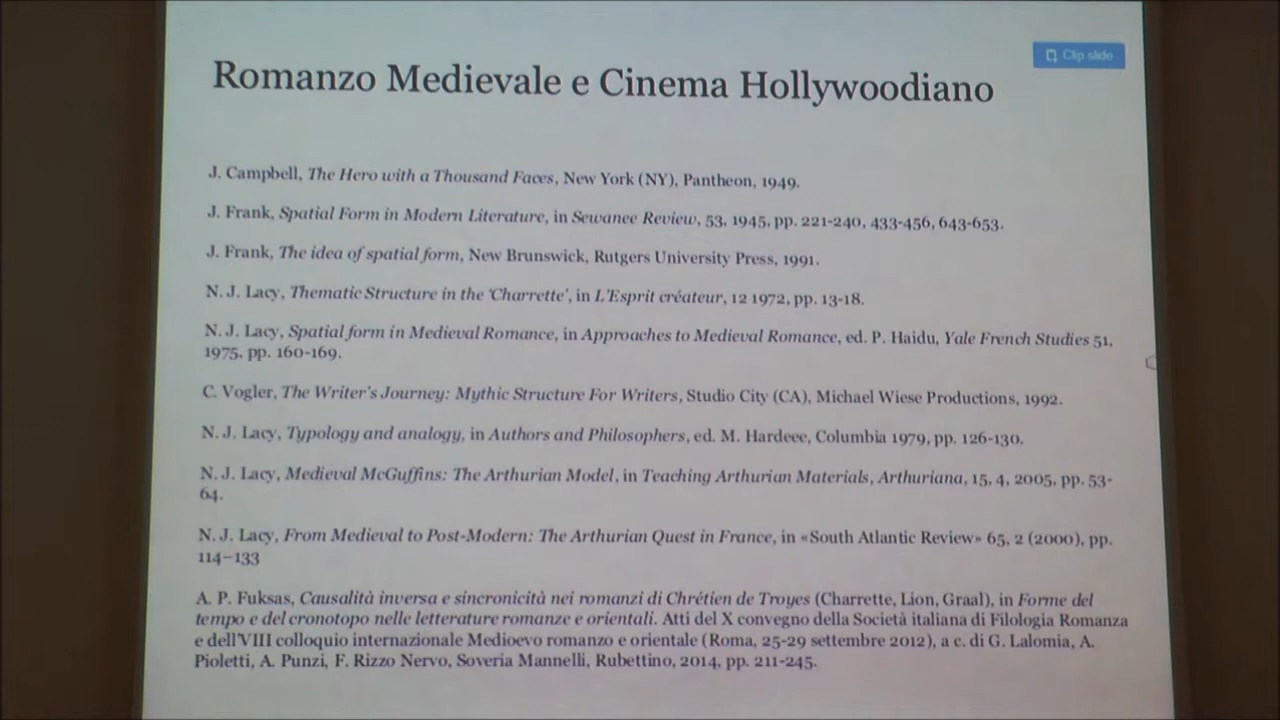 Clip slide
Romanzo Medievale e Cinema Hollywoodiano
J. Campbell, The Hero with a Thousand Faces, New York (NY), Pantheon, 1949.
J. Frank, Spatial Form in Modern Literature, in Sewanee Review, 53, 1945, pp. 221-240, 433-456, 643-653.
J. Frank, The idea of spatial form, New Brunswick, Rutgers University Press, 1991.
N. J. Lacy, Thematic Structure in the 'Charrette', in L'Esprit créateur, 12 1972, pp. 13-18.
N. J. Lacy, Spatial form in Medieval Romance, in Approaches to Medieval Romance, ed. P. Haidu, Yale French Studies 51,
1975, pp. 160-169.
C. Vogler, The Writer's Journey: Mythic Structure For Writers, Studio City (CA), Michael Wiese Productions, 1992.
N. J. Lacy, Typology and analogy, in Authors and Philosophers, ed. M. Hardeee, Columbia 1979, pp. 126-130.
N. J. Lacy, Medieval McGuffins: The Arthurian Model, in Teaching Arthurian Materials, Arthuriana, 15, 4, 2005, pp. 53-
64.
N. J. Lacy, From Medieval to Post-Modern: The Arthurian Quest in France, in «South Atlantic Review» 65, 2 (2000), pp.
114–133
A. P. Fuksas, Causalità inversa e sincronicità nei romanzi di Chrétien de Troyes (Charrette, Lion, Graal), in Forme del
tempo e del cronotopo nelle letterature romanze e orientali. Atti del X convegno della Società italiana di Filologia Romanza
e dell'VIII colloquio internazionale Medioevo romanzo e orientale (Roma, 25-29 settembre 2012), a c. di G. Lalomia, A.
Pioletti, A. Punzi, F. Rizzo Nervo, Soveria Mannelli, Rubettino, 2014, pp. 211-245.